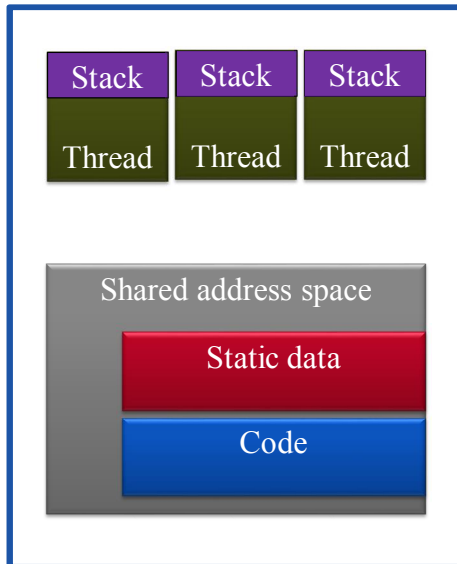 Stack Stack Stack
Thread Thread Thread
Shared address space
Static data
Code